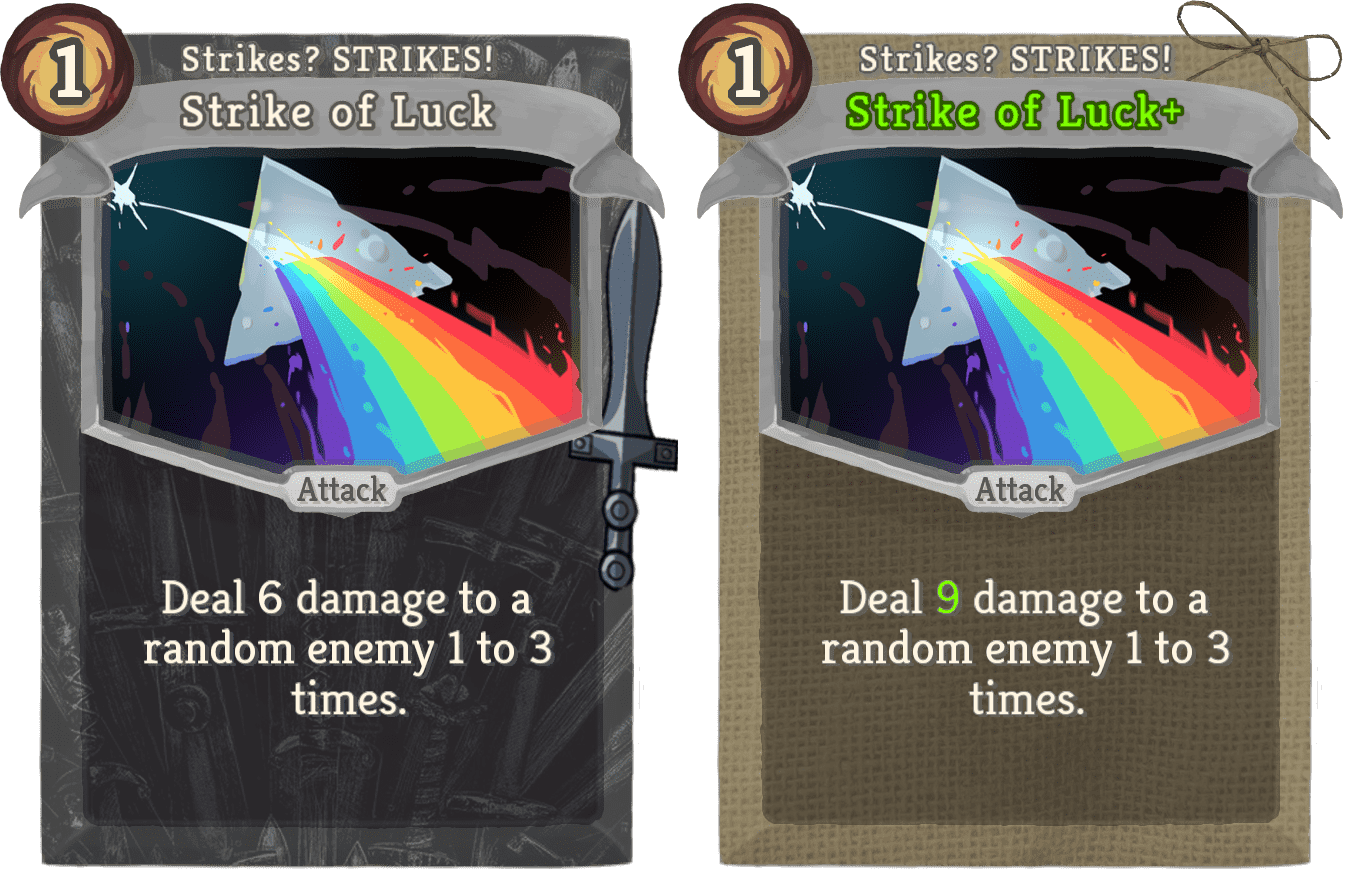 1
Strikes? STRIKES!
Strike of Luck
Attack
Deal 6 damage to a
random enemy 1 to 3
times.
1
Strikes? STRIKES!
Strike of Luck+
Attack
Deal 9 damage to a
random enemy 1 to 3
times.